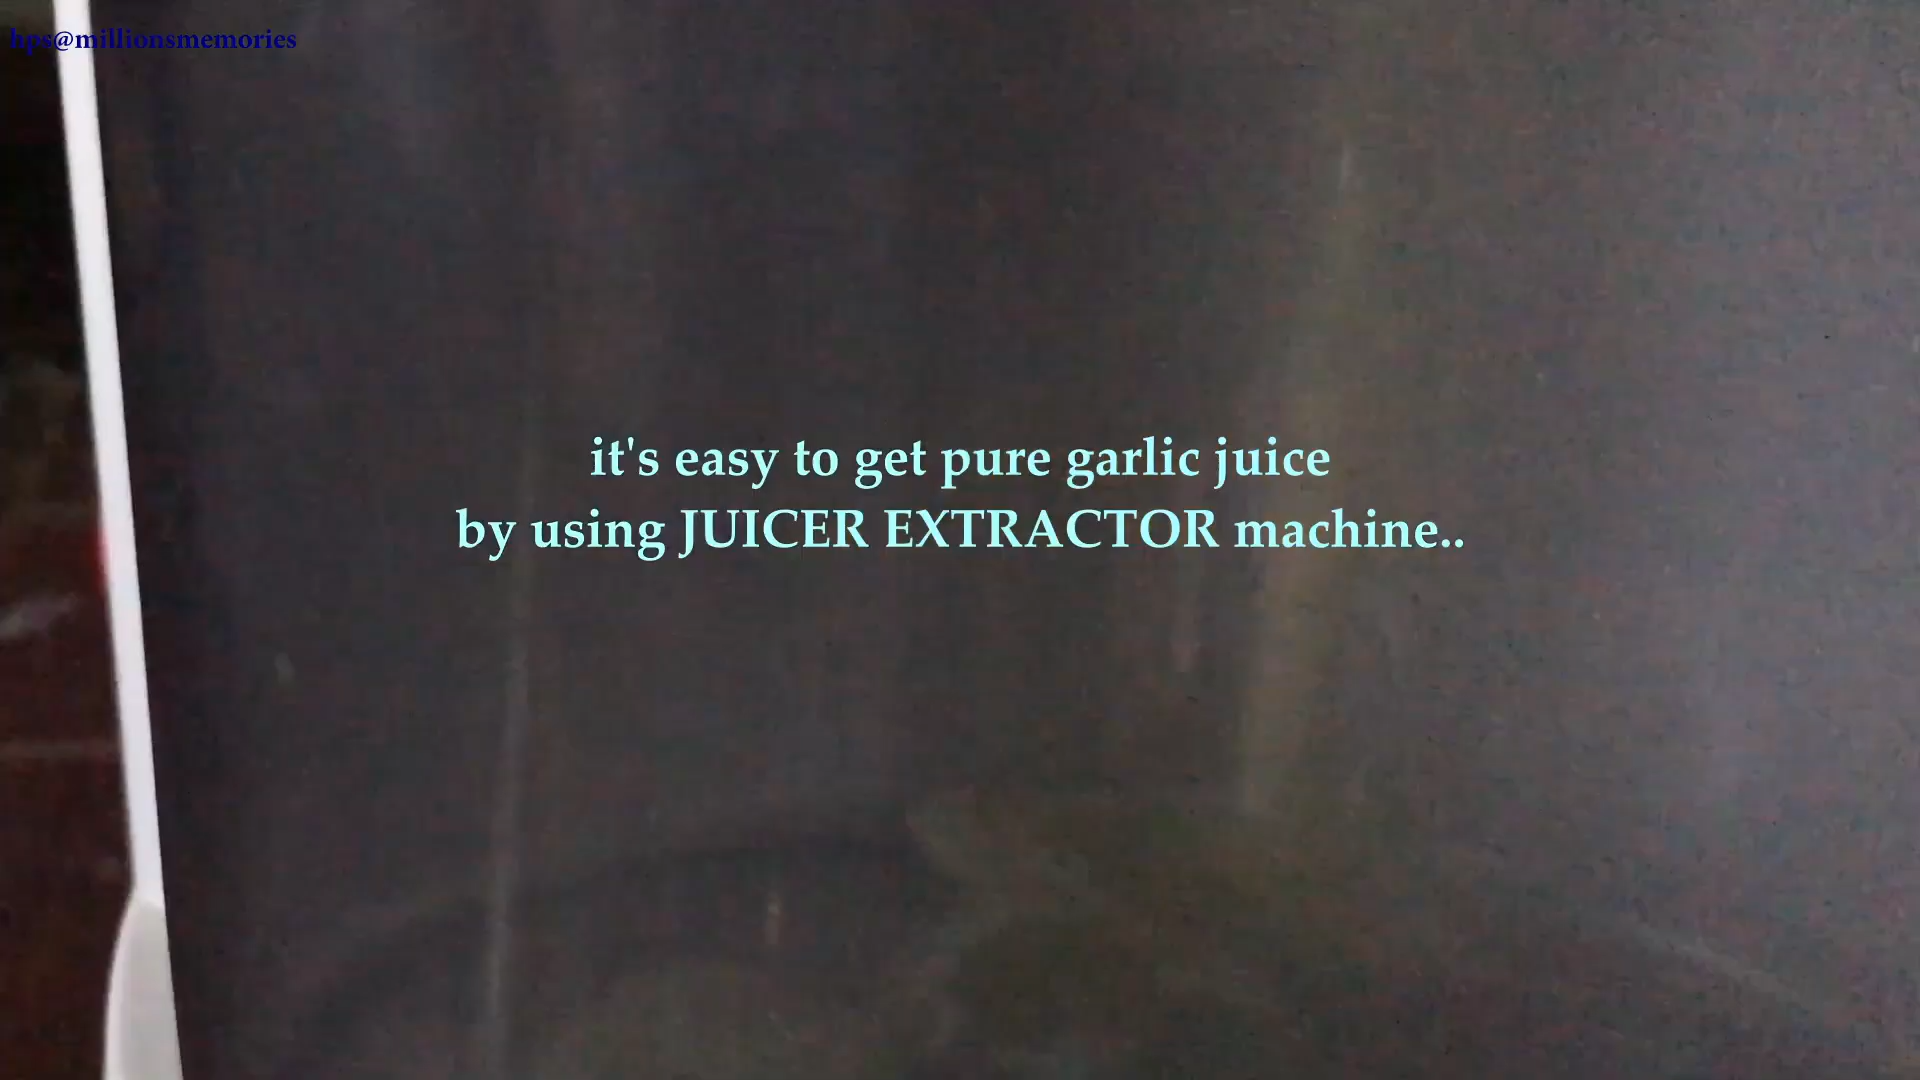 hps@millionsmemories
it's easy to get pure garlic juice
by using JUICER EXTRACTOR machine..